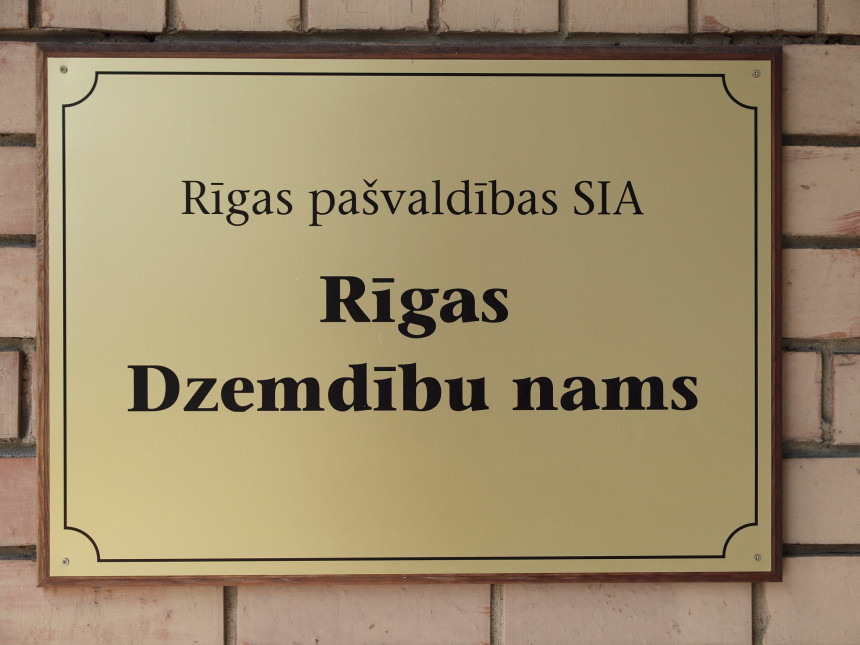 Rīgas pašvaldības SIA
Rīgas
Dzemdību nams